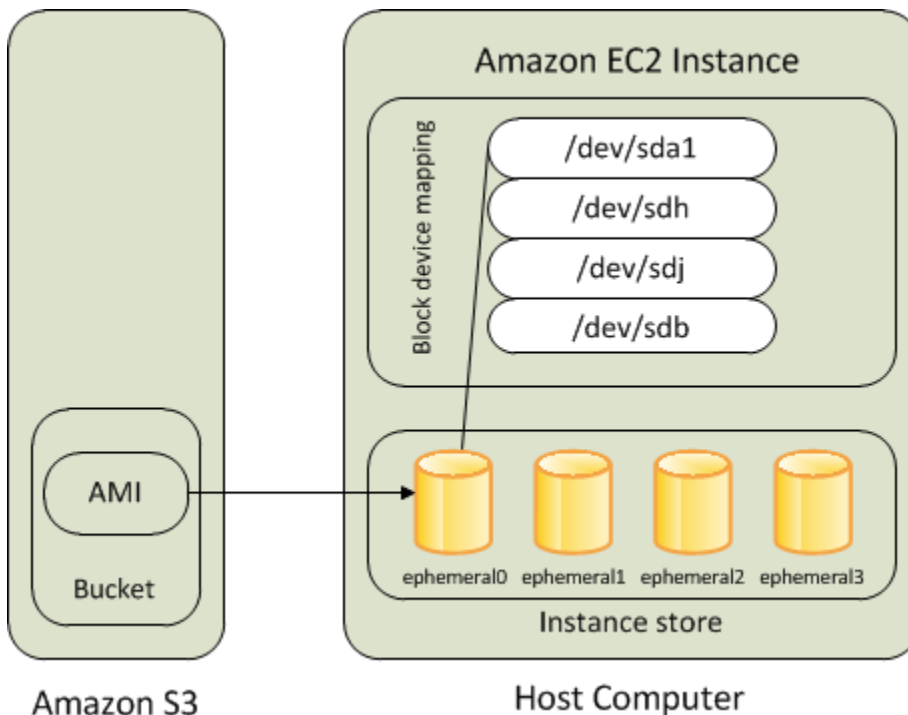 Amazon EC2 Instance
Block device mapping
/dev/sda1
/dev/sdh
/dev/sdj
/dev/sdb
AMI
Bucket
ephemeral0
ephemeral1
ephemeral2
ephemeral3
Instance store
Amazon S3
Host Computer